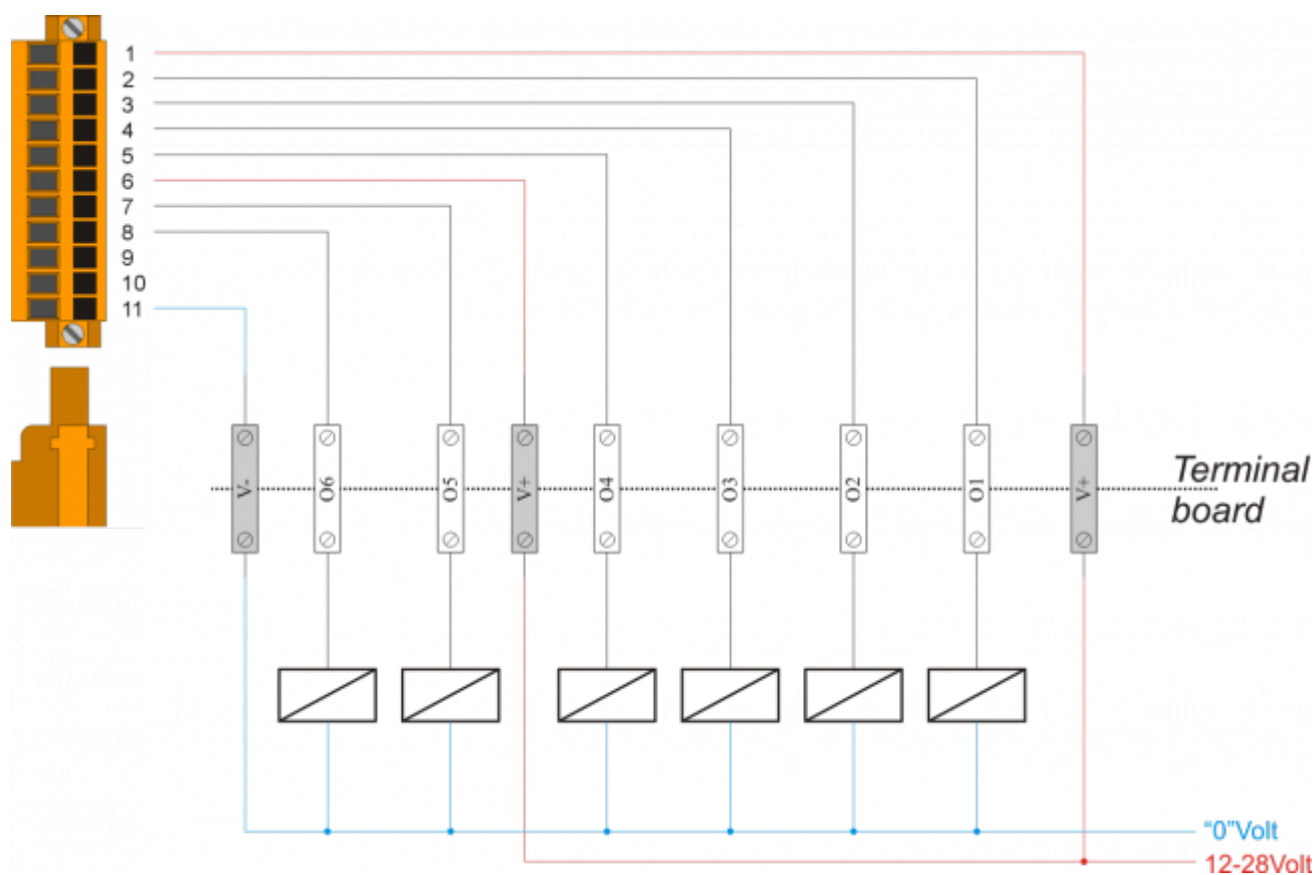 1
2
3
4
5
6
7
8
9
10
11
V-
O6
O5
V+
O4
O3
O2
O1
V+
Terminal
board
“0”Volt
12-28Volt